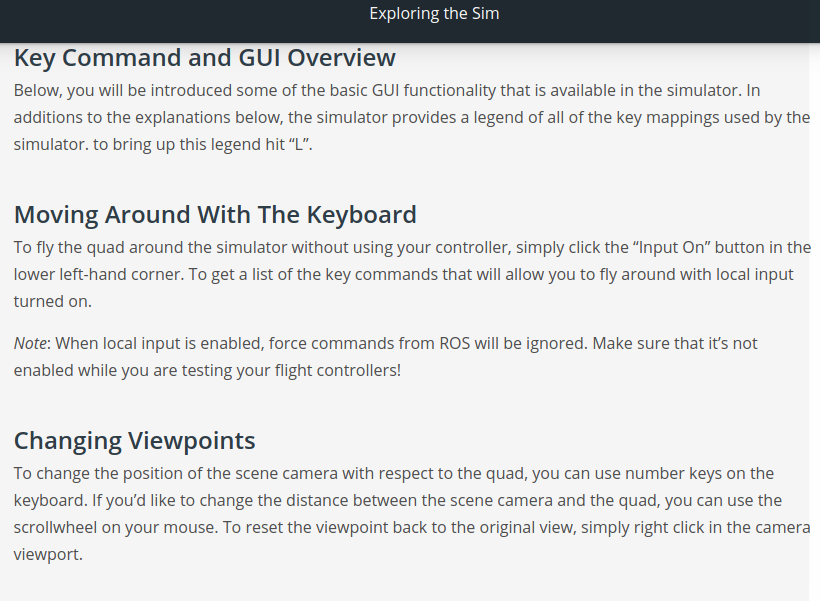 Exploring the Sim
Key Command and GUI Overview
Below, you will be introduced some of the basic GUI functionality that is available in the simulator. In
additions to the explanations below, the simulator provides a legend of all of the key mappings used by the
simulator. to bring up this legend hit “L”.
Moving Around With The Keyboard
To fly the quad around the simulator without using your controller, simply click the “Input On” button in the
lower left-hand corner. To get a list of the key commands that will allow you to fly around with local input
turned on.
Note: When local input is enabled, force commands from ROS will be ignored. Make sure that it’s not
enabled while you are testing your flight controllers!
Changing Viewpoints
To change the position of the scene camera with respect to the quad, you can use number keys on the
keyboard. If you’d like to change the distance between the scene camera and the quad, you can use the
scrollwheel on your mouse. To reset the viewpoint back to the original view, simply right click in the camera
viewport.